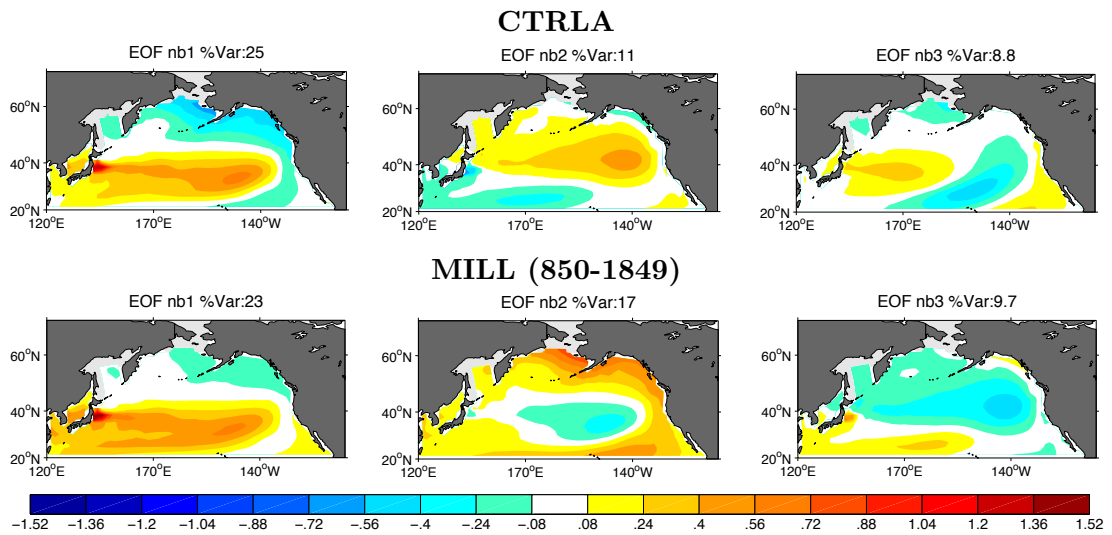 CTRLA
EOF nb1 %Var:25 EOF nb2 %Var:11 EOF nb3 %Var:8.8
60°N 60°N 60°N
40°N 40°N 40°N
20°N 20°N 20°N
120°E 170°E 140°W 120°E 170°E 140°W 120°E 170°E 140°W
MILL (850-1849)
EOF nb1 %Var:23 EOF nb2 %Var:17 EOF nb3 %Var:9.7
60°N 60°N 60°N
40°N 40°N 40°N
20°N 20°N 20°N
120°E 170°E 140°W 120°E 170°E 140°W 120°E 170°E 140°W
−1.52 −1.36 −1.2 −1.04 −.88 −.72 −.56 −.4 −.24 −.08 .08 .24 .4 .56 .72 .88 1.04 1.2 1.36 1.52